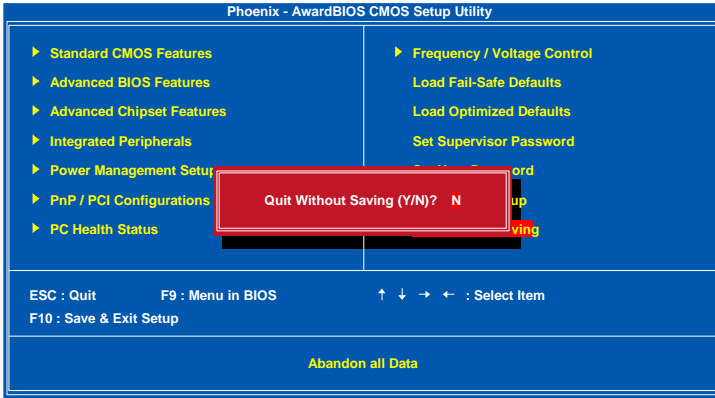 Phoenix - AwardBIOS CMOS Setup Utility
Standard CMOS Features
Advanced BIOS Features
Advanced Chipset Features
Integrated Peripherals
Power Management Setup
PnP / PCI Configurations
PC Health Status
Frequency / Voltage Control
Load Fail-Safe Defaults
Load Optimized Defaults
Set Supervisor Password
Quit Without Saving (Y/N)? N
ESC : Quit F9 : Menu in BIOS ↑ ↓ → ← : Select Item
F10 : Save & Exit Setup
Abandon all Data